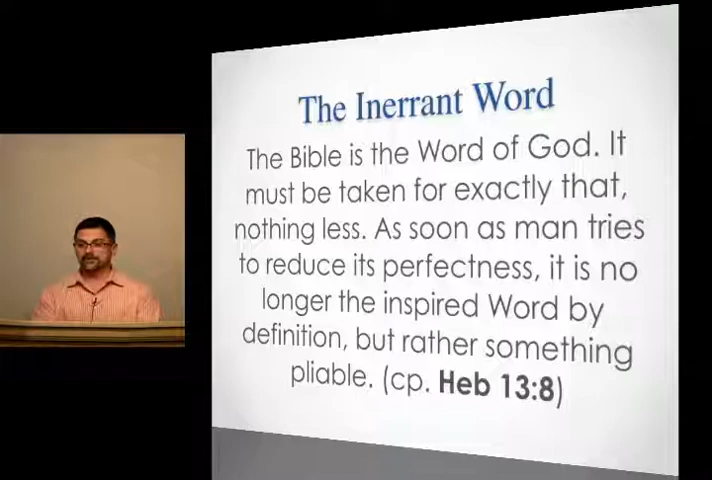 The Inerrant Word
The Bible is the Word of God. It
must be taken for exactly that,
nothing less. As soon as man tries
to reduce its perfectness, it is no
longer the inspired Word by
definition, but rather something
pliable. (cp. Heb 13:8)